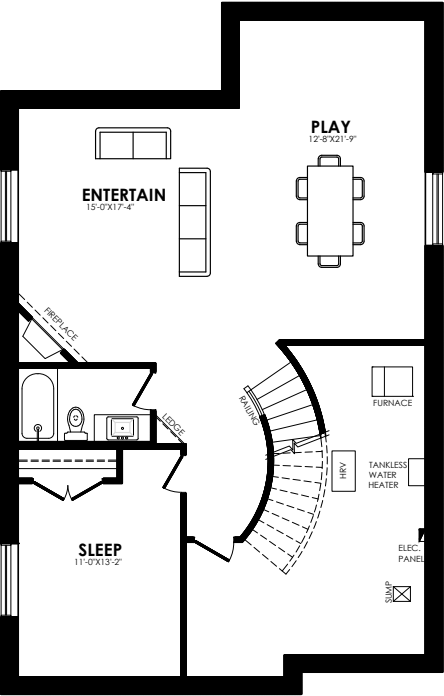 PLAY
12'-8"X21'-9"
ENTERTAIN
15'-0"X17'-4"
FIREPLACE
RAILING
FURNACE
LEDGE
HRV
TANKLESS
WATER
HEATER
SLEEP
11'-0"X13'-2"
ELEC.
PANEL
SUMP